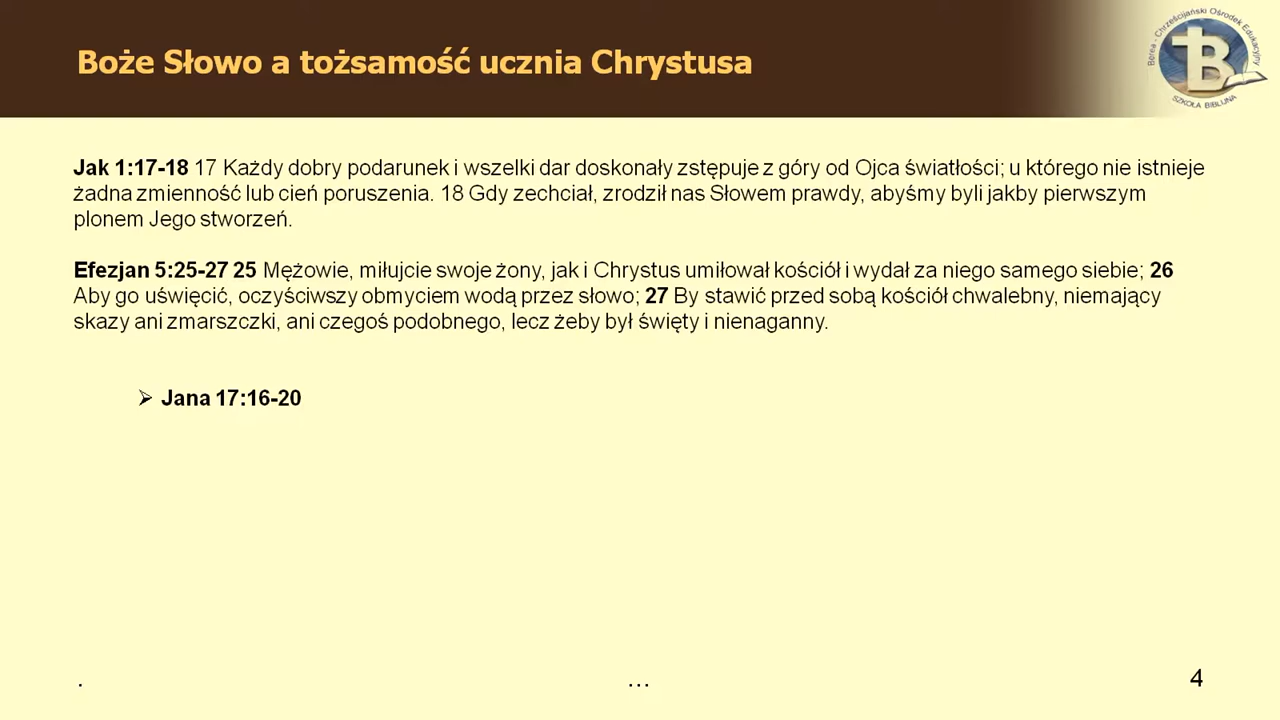 Boże Słowo a tożsamość ucznia Chrystusa
Berea - Chrześcijański Ośrodek Edukacyjny
SZKOŁA BIBLIJNA
Jak 1:17-18 17 Każdy dobry podarunek i wszelki dar doskonały zstępuje z góry od Ojca światłości; u którego nie istnieje
żadna zmienność lub cień poruszenia. 18 Gdy zechciał, zrodził nas Słowem prawdy, abyśmy byli jakby pierwszym
plonem Jego stworzeń.
Efezjan 5:25-27 25 Mężowie, miłujcie swoje żony, jak i Chrystus umiłował kościół i wydał za niego samego siebie; 26
Aby go uświęcić, oczyściwszy obmyciem wodą przez słowo; 27 By stawić przed sobą kościół chwalebny, niemający
skazy ani zmarszczki, ani czegoś podobnego, lecz żeby był święty i nienaganny.
➢ Jana 17:16-20
. ... 4